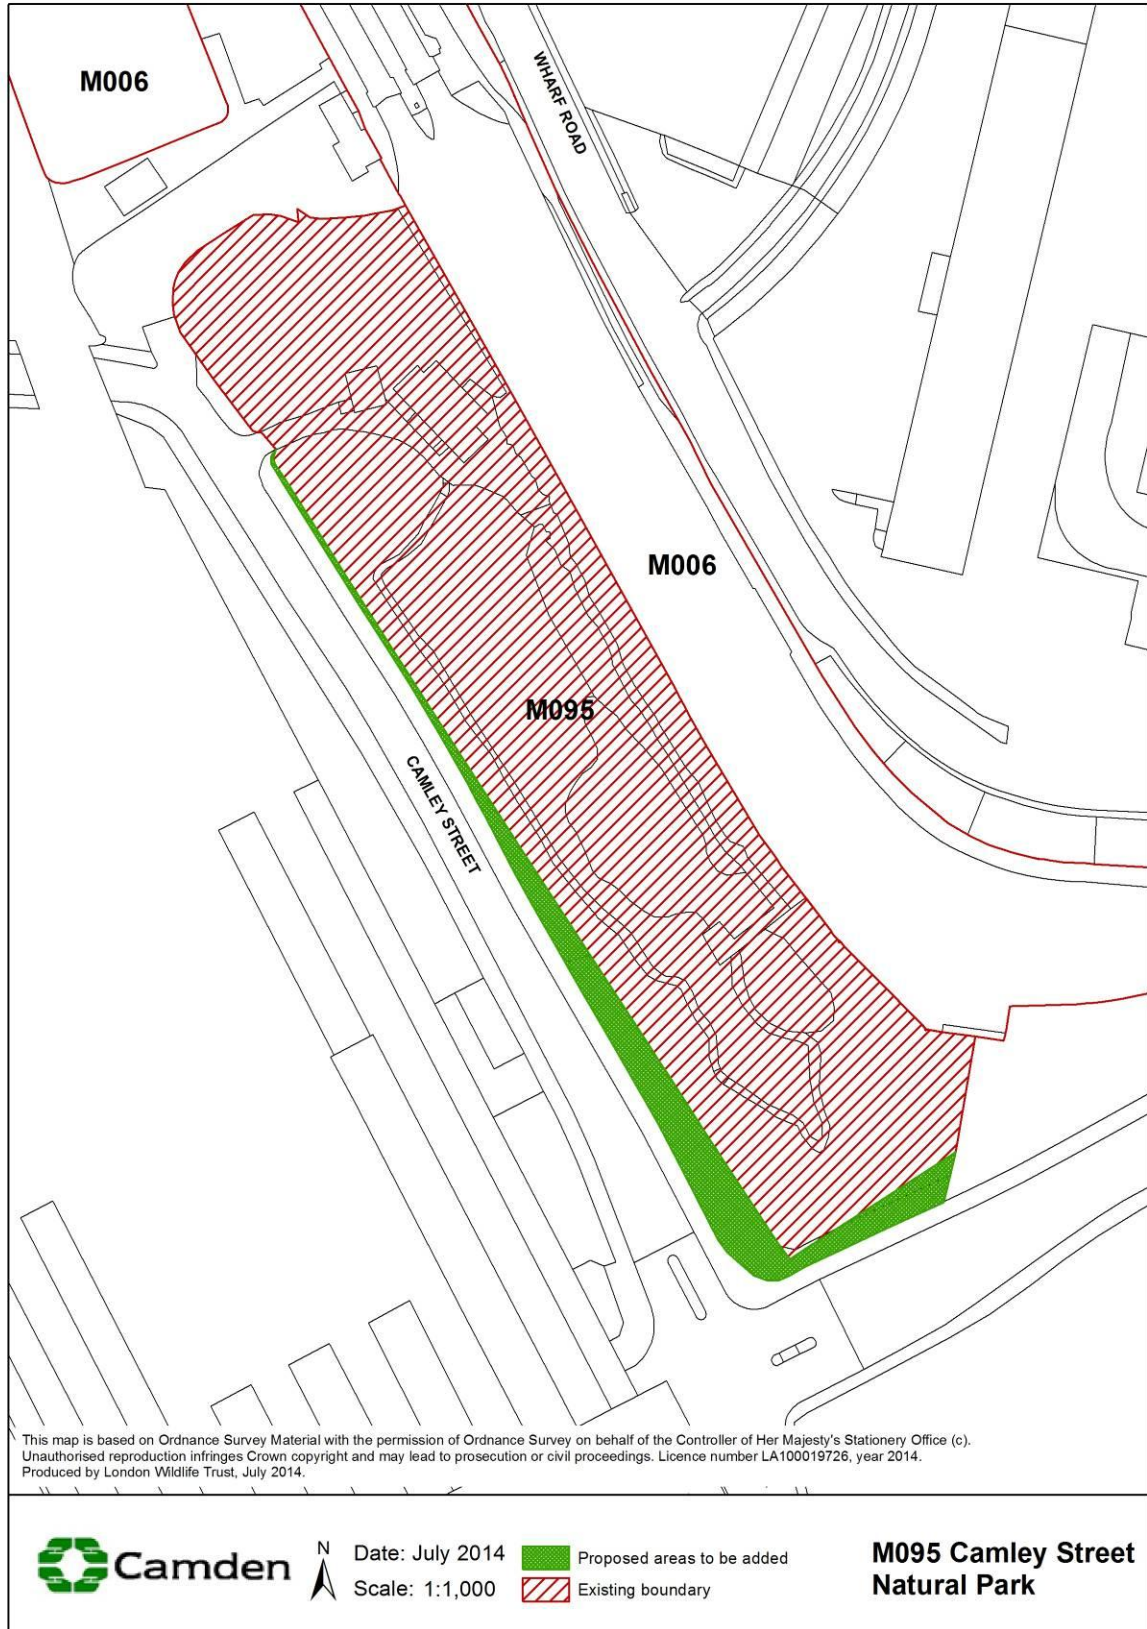 M006
WHARF ROAD
M006
M095
CAMLEY STREET
This map is based on Ordnance Survey Material with the permission of Ordnance Survey on behalf of the Controller of Her Majesty's Stationery Office (c).
Unauthorised reproduction infringes Crown copyright and may lead to prosecution or civil proceedings. Licence number LA100019726, year 2014.
Produced by London Wildlife Trust, July 2014.
Camden
N
Date: July 2014
Scale: 1:1,000
Proposed areas to be added
Existing boundary
M095 Camley Street
Natural Park